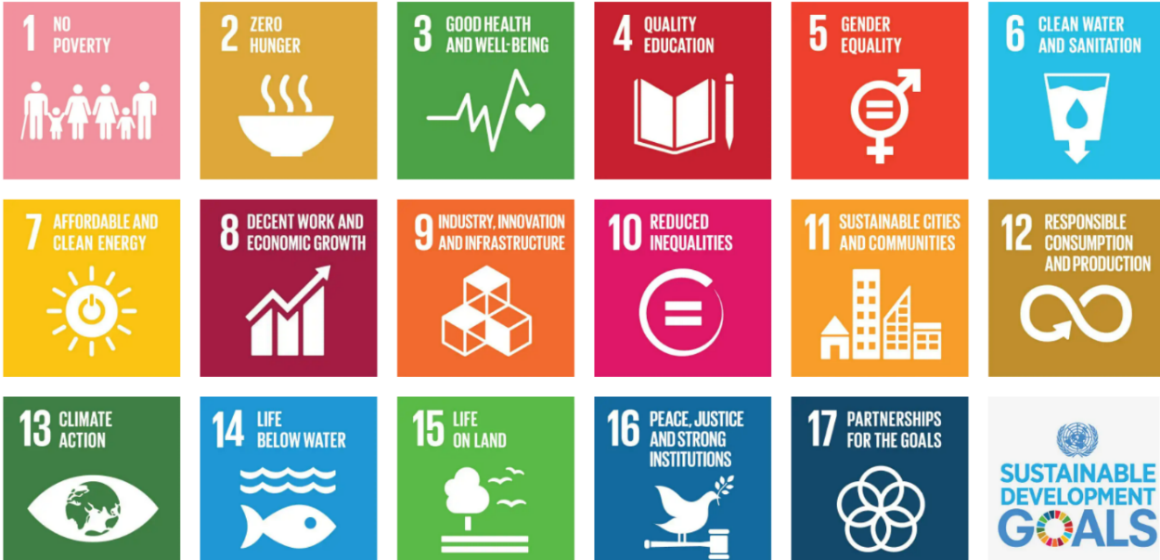 1 NO
POVERTY
2 ZERO
HUNGER
3 GOOD HEALTH
AND WELL-BEING
4 QUALITY
EDUCATION
5 GENDER
EQUALITY
6 CLEAN WATER
AND SANITATION
7 AFFORDABLE AND
CLEAN ENERGY
8 DECENT WORK AND
ECONOMIC GROWTH
9 INDUSTRY, INNOVATION
AND INFRASTRUCTURE
10 REDUCED
INEQUALITIES
11 SUSTAINABLE CITIES
AND COMMUNITIES
12 RESPONSIBLE
CONSUMPTION
AND PRODUCTION
13 CLIMATE
ACTION
14 LIFE
BELOW WATER
15 LIFE
ON LAND
16 PEACE, JUSTICE
AND STRONG
INSTITUTIONS
17 PARTNERSHIPS
FOR THE GOALS
SUSTAINABLE
DEVELOPMENT
GOALS